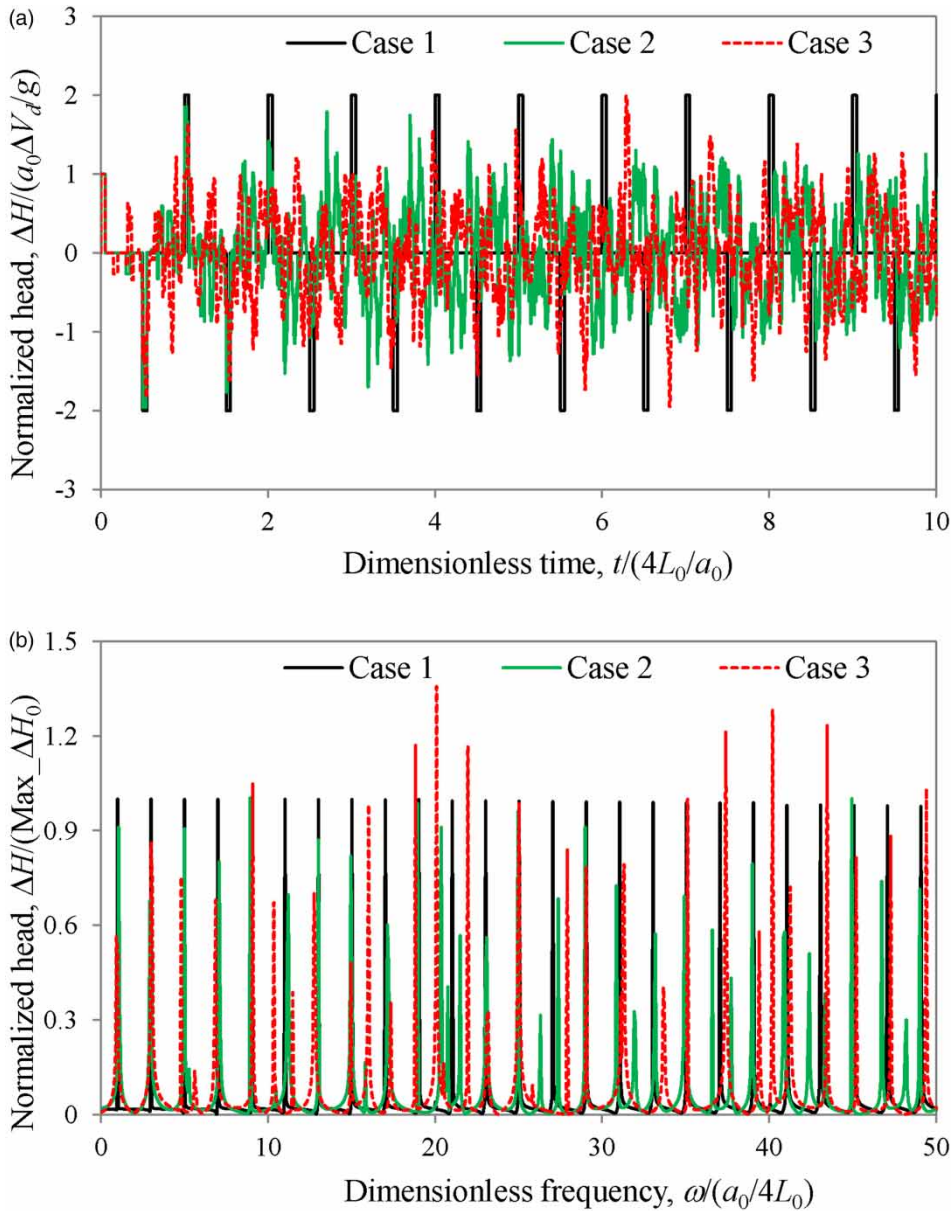 (a)
Case 1 Case 2 Case 3
3
2
1
0
-1
-2
-3
Normalized head, ΔH/(a₀ΔV_d/g)
0 2 4 6 8 10
Dimensionless time, t/(4L₀/a₀)
(b)
Case 1 Case 2 Case 3
1.5
1.2
0.9
0.6
0.3
0
Normalized head, ΔH/(Max_ΔH₀)
0 10 20 30 40 50
Dimensionless frequency, ω/(a₀/4L₀)